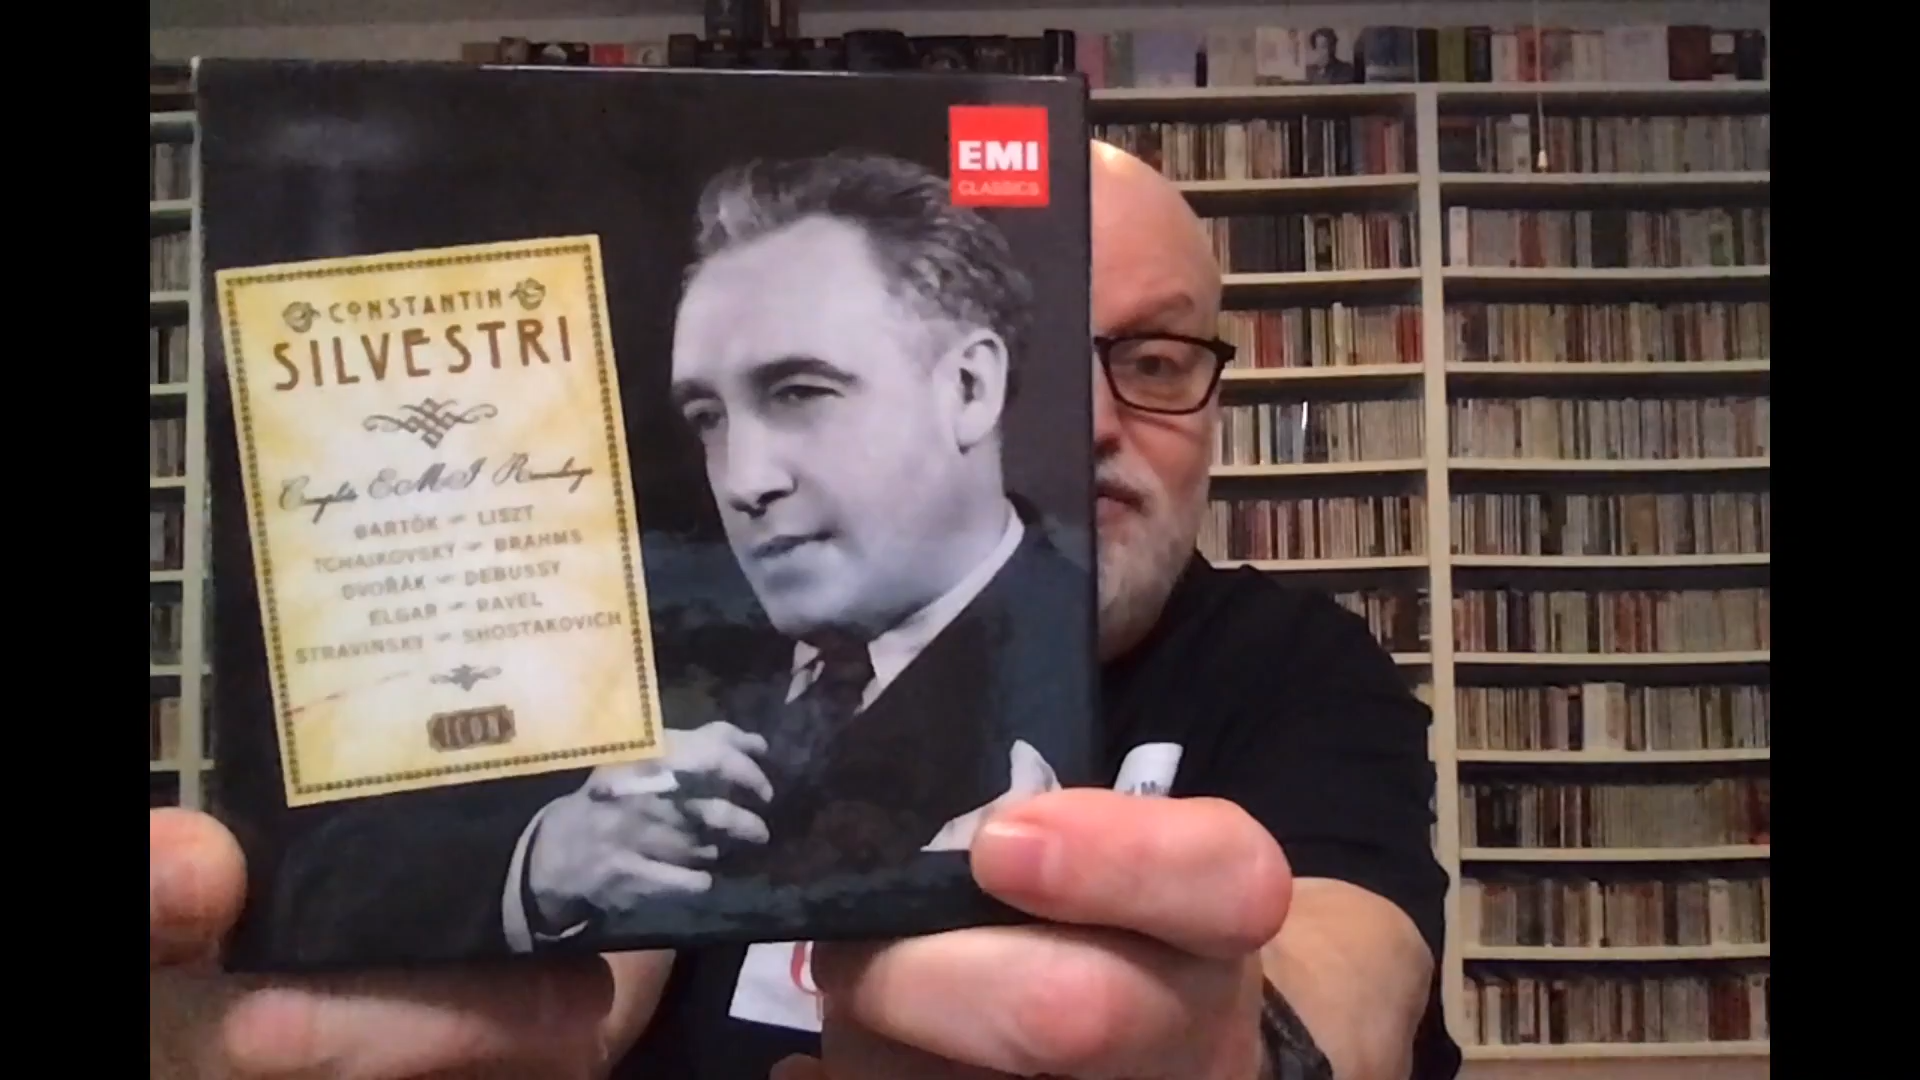 EMI
CLASSICS
CONSTANTIN
SILVESTRI
Complete EMI Recordings
BARTÓK ~ LISZT
TCHAIKOVSKY ~ BRAHMS
DVOŘÁK ~ DEBUSSY
ELGAR ~ RAVEL
STRAVINSKY ~ SHOSTAKOVICH
ICON